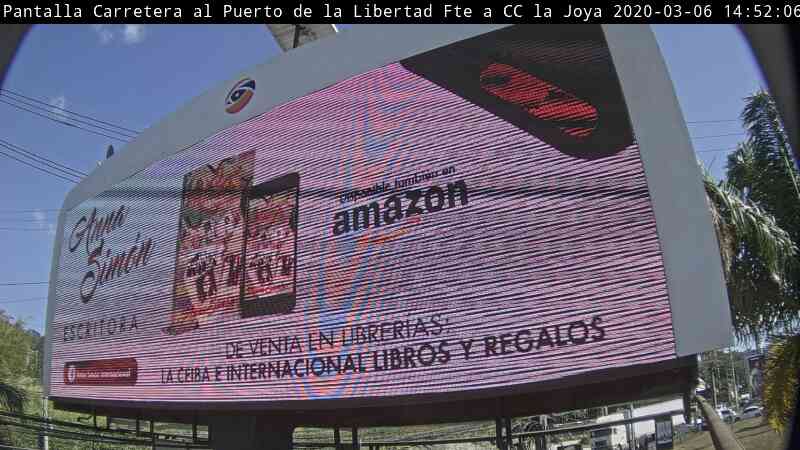 Pantalla Carretera al Puerto de la Libertad Fte a CC la Joya 2020-03-06 14:52:06
Anna
Simón
ESCRITORA
disponible también en
amazon
DE VENTA EN LIBRERÍAS:
LA CEIBA E INTERNACIONAL LIBROS Y REGALOS